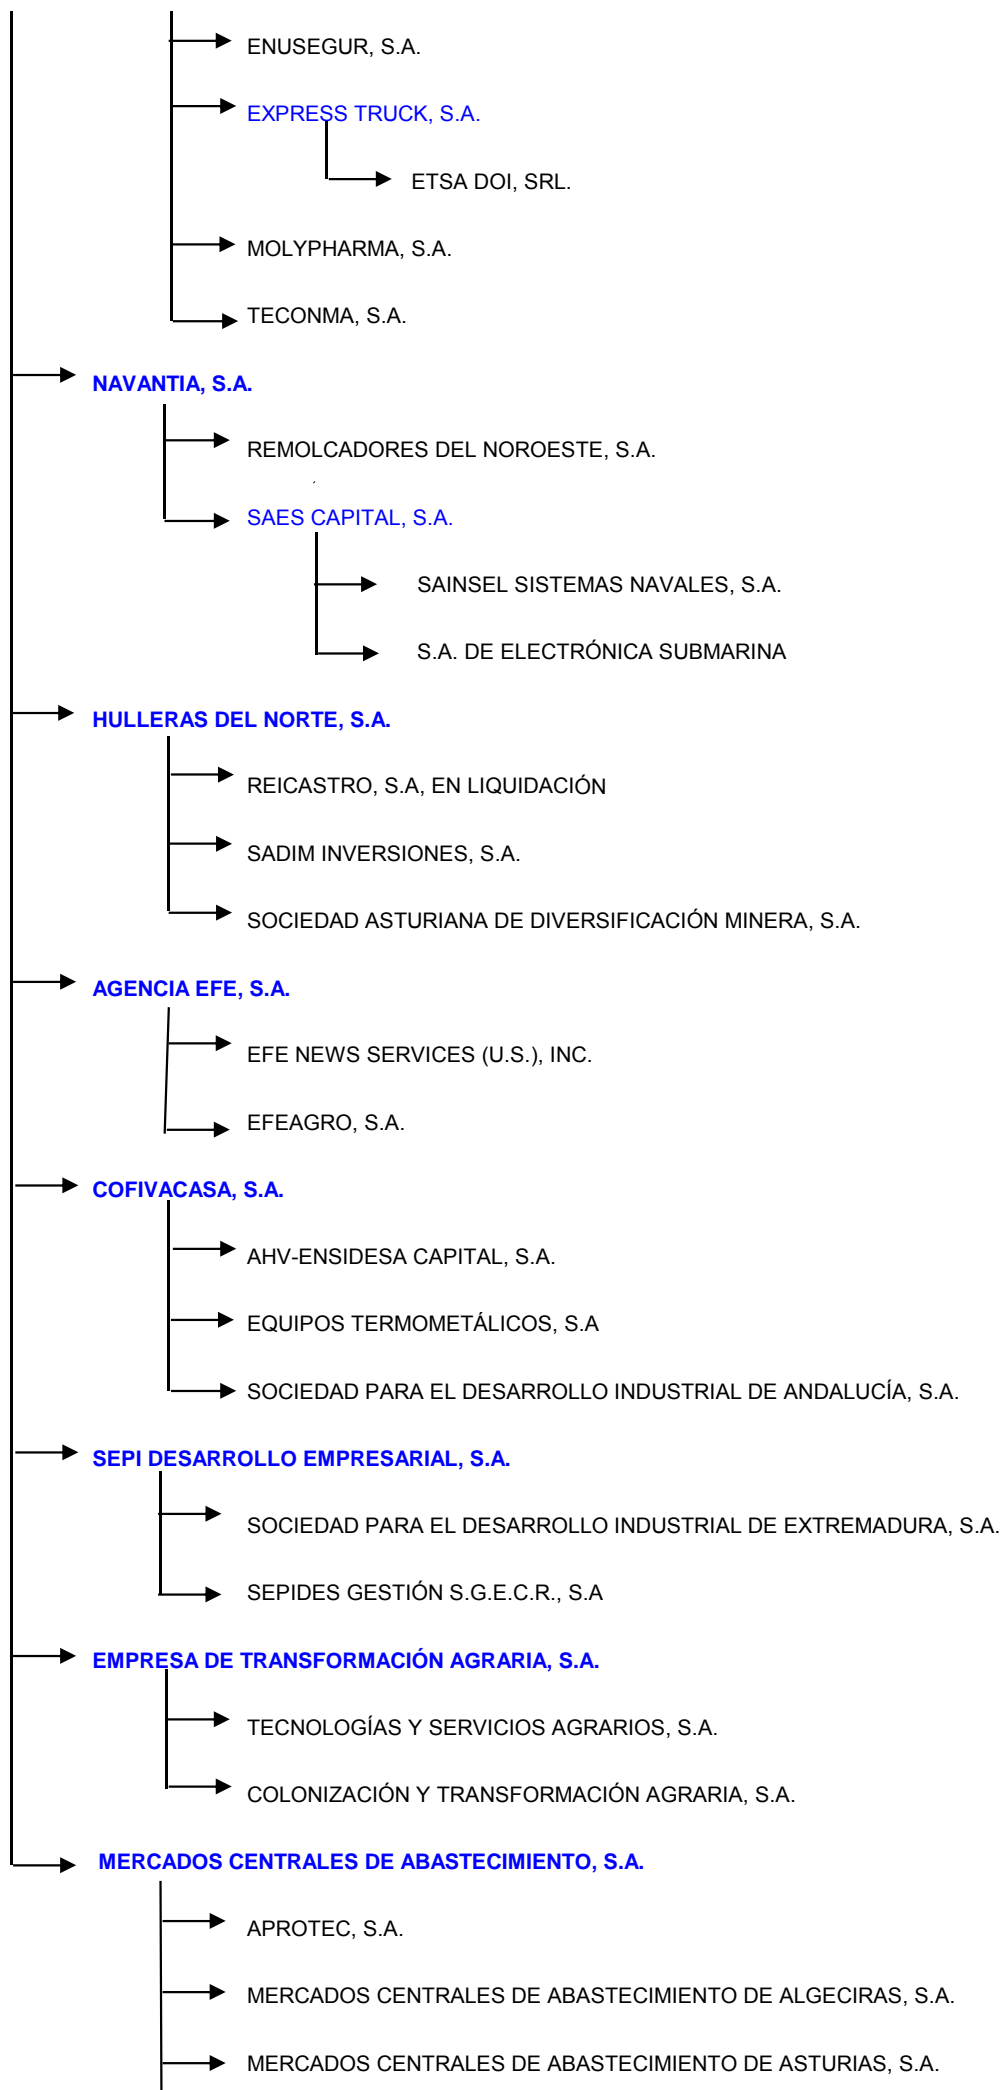 ENUSEGUR, S.A.
EXPRESS TRUCK, S.A.
ETSA DOI, SRL.
MOLYPHARMA, S.A.
TECONMA, S.A.
NAVANTIA, S.A.
REMOLCADORES DEL NOROESTE, S.A.
SAES CAPITAL, S.A.
SAINSEL SISTEMAS NAVALES, S.A.
S.A. DE ELECTRÓNICA SUBMARINA
HULLERAS DEL NORTE, S.A.
REICASTRO, S.A, EN LIQUIDACIÓN
SADIM INVERSIONES, S.A.
SOCIEDAD ASTURIANA DE DIVERSIFICACIÓN MINERA, S.A.
AGENCIA EFE, S.A.
EFE NEWS SERVICES (U.S.), INC.
EFEAGRO, S.A.
COFIVACASA, S.A.
AHV-ENSIDESA CAPITAL, S.A.
EQUIPOS TERMOMETÁLICOS, S.A
SOCIEDAD PARA EL DESARROLLO INDUSTRIAL DE ANDALUCÍA, S.A.
SEPI DESARROLLO EMPRESARIAL, S.A.
SOCIEDAD PARA EL DESARROLLO INDUSTRIAL DE EXTREMADURA, S.A.
SEPIDES GESTIÓN S.G.E.C.R., S.A
EMPRESA DE TRANSFORMACIÓN AGRARIA, S.A.
TECNOLOGÍAS Y SERVICIOS AGRARIOS, S.A.
COLONIZACIÓN Y TRANSFORMACIÓN AGRARIA, S.A.
MERCADOS CENTRALES DE ABASTECIMIENTO, S.A.
APROTEC, S.A.
MERCADOS CENTRALES DE ABASTECIMIENTO DE ALGECIRAS, S.A.
MERCADOS CENTRALES DE ABASTECIMIENTO DE ASTURIAS, S.A.